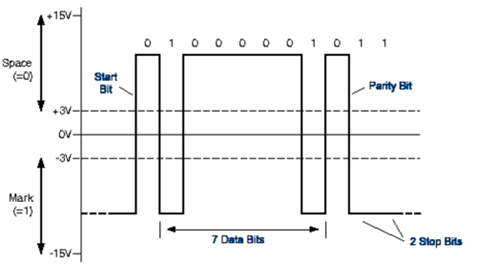 +15V
0 1 0 0 0 0 0 1 0 1 1
Space
(=0)
Start
Bit
Parity Bit
+3V
0V
-3V
Mark
(=1)
7 Data Bits
2 Stop Bits
-15V